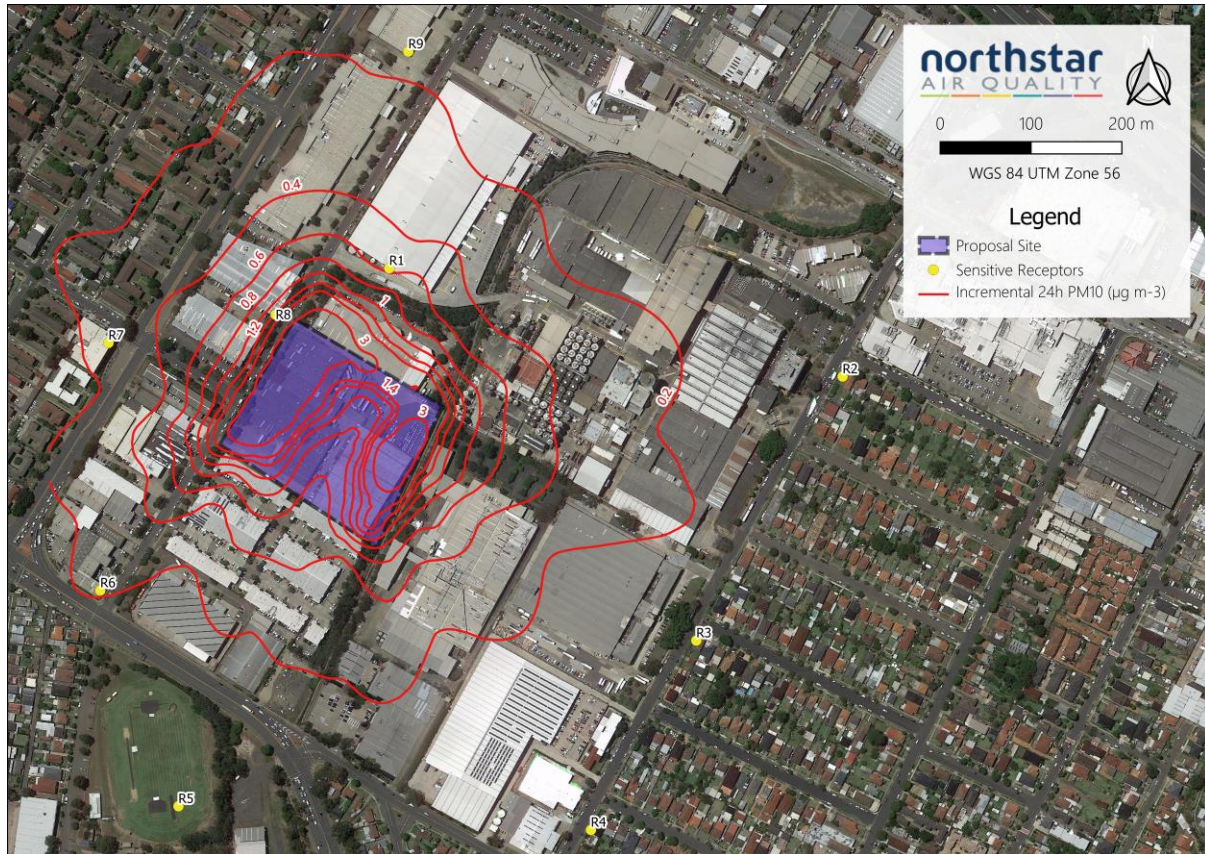 R9
northstar
AIR QUALITY
N
0 100 200 m
WGS 84 UTM Zone 56
Legend
Proposal Site
Sensitive Receptors
Incremental 24h PM10 (µg m-3)
0.4
0.6
R1
0.8
1
R8
1.2
R7
3
R2
1.4
0.2
3
R6
R3
R5
R4